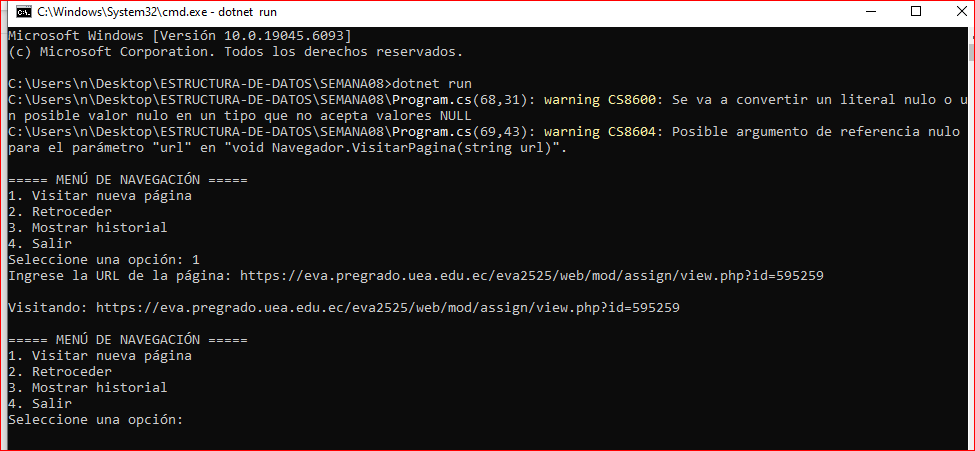 C:\Windows\System32\cmd.exe - dotnet run
Microsoft Windows [Versión 10.0.19045.6093]
(c) Microsoft Corporation. Todos los derechos reservados.
C:\Users\n\Desktop\ESTRUCTURA-DE-DATOS\SEMANA08>dotnet run
C:\Users\n\Desktop\ESTRUCTURA-DE-DATOS\SEMANA08\Program.cs(68,31): warning CS8600: Se va a convertir un literal nulo o u
n posible valor nulo en un tipo que no acepta valores NULL
C:\Users\n\Desktop\ESTRUCTURA-DE-DATOS\SEMANA08\Program.cs(69,43): warning CS8604: Posible argumento de referencia nulo
para el parámetro "url" en "void Navegador.VisitarPagina(string url)".
===== MENÚ DE NAVEGACIÓN =====
1. Visitar nueva página
2. Retroceder
3. Mostrar historial
4. Salir
Seleccione una opción: 1
Ingrese la URL de la página: https://eva.pregrado.uea.edu.ec/eva2525/web/mod/assign/view.php?id=595259
Visitando: https://eva.pregrado.uea.edu.ec/eva2525/web/mod/assign/view.php?id=595259
===== MENÚ DE NAVEGACIÓN =====
1. Visitar nueva página
2. Retroceder
3. Mostrar historial
4. Salir
Seleccione una opción: